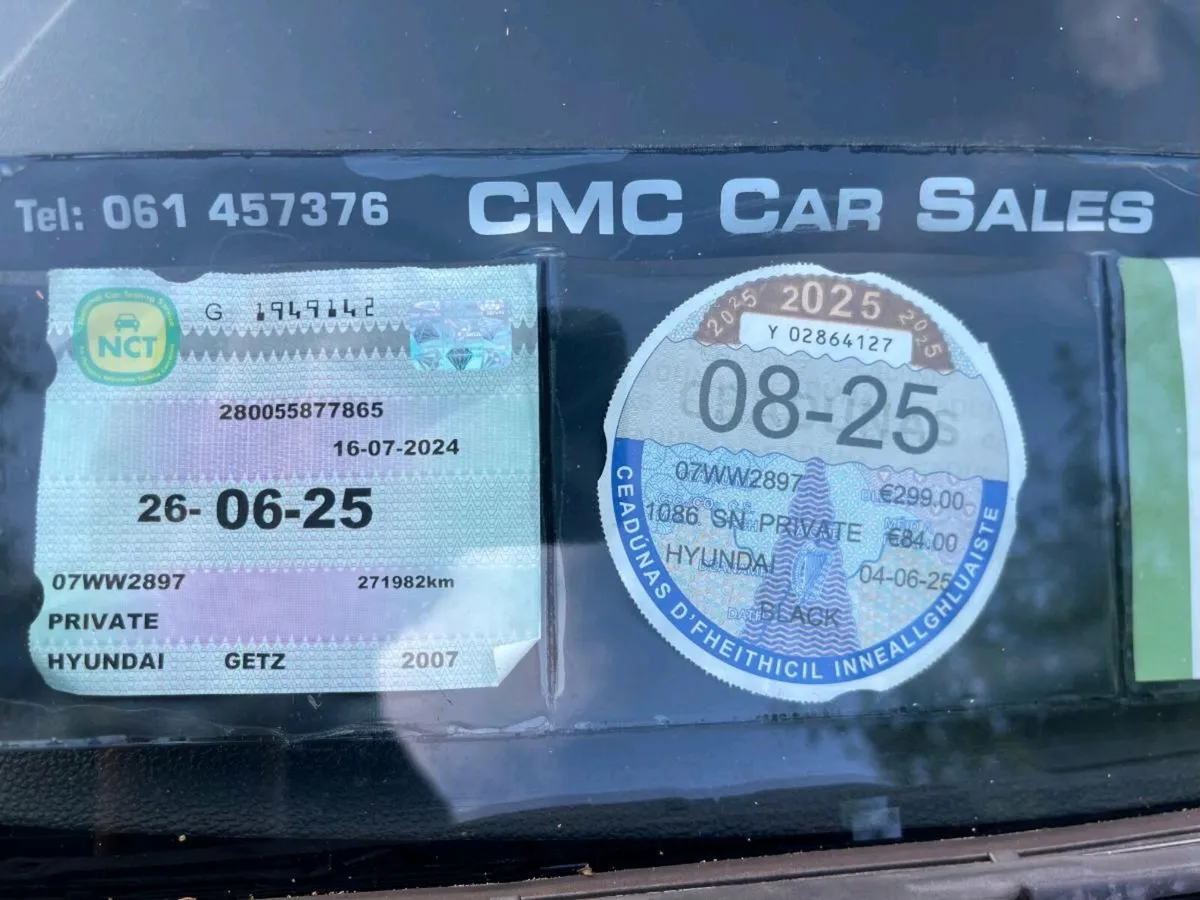 Tel: 061 457376
CMC CAR SALES
NCT
G 1949142
280055877865
16-07-2024
26- 06-25
07WW2897 271982km
PRIVATE
HYUNDAI GETZ 2007
2025 2025 2025
Y 02864127
08-25
07WW2897 €299.00
1086 SN PRIVATE €84.00
HYUNDAI 04-06-25
BLACK
CEADÚNAS D'FHEITHICIL INNEALLGHLUAISTE